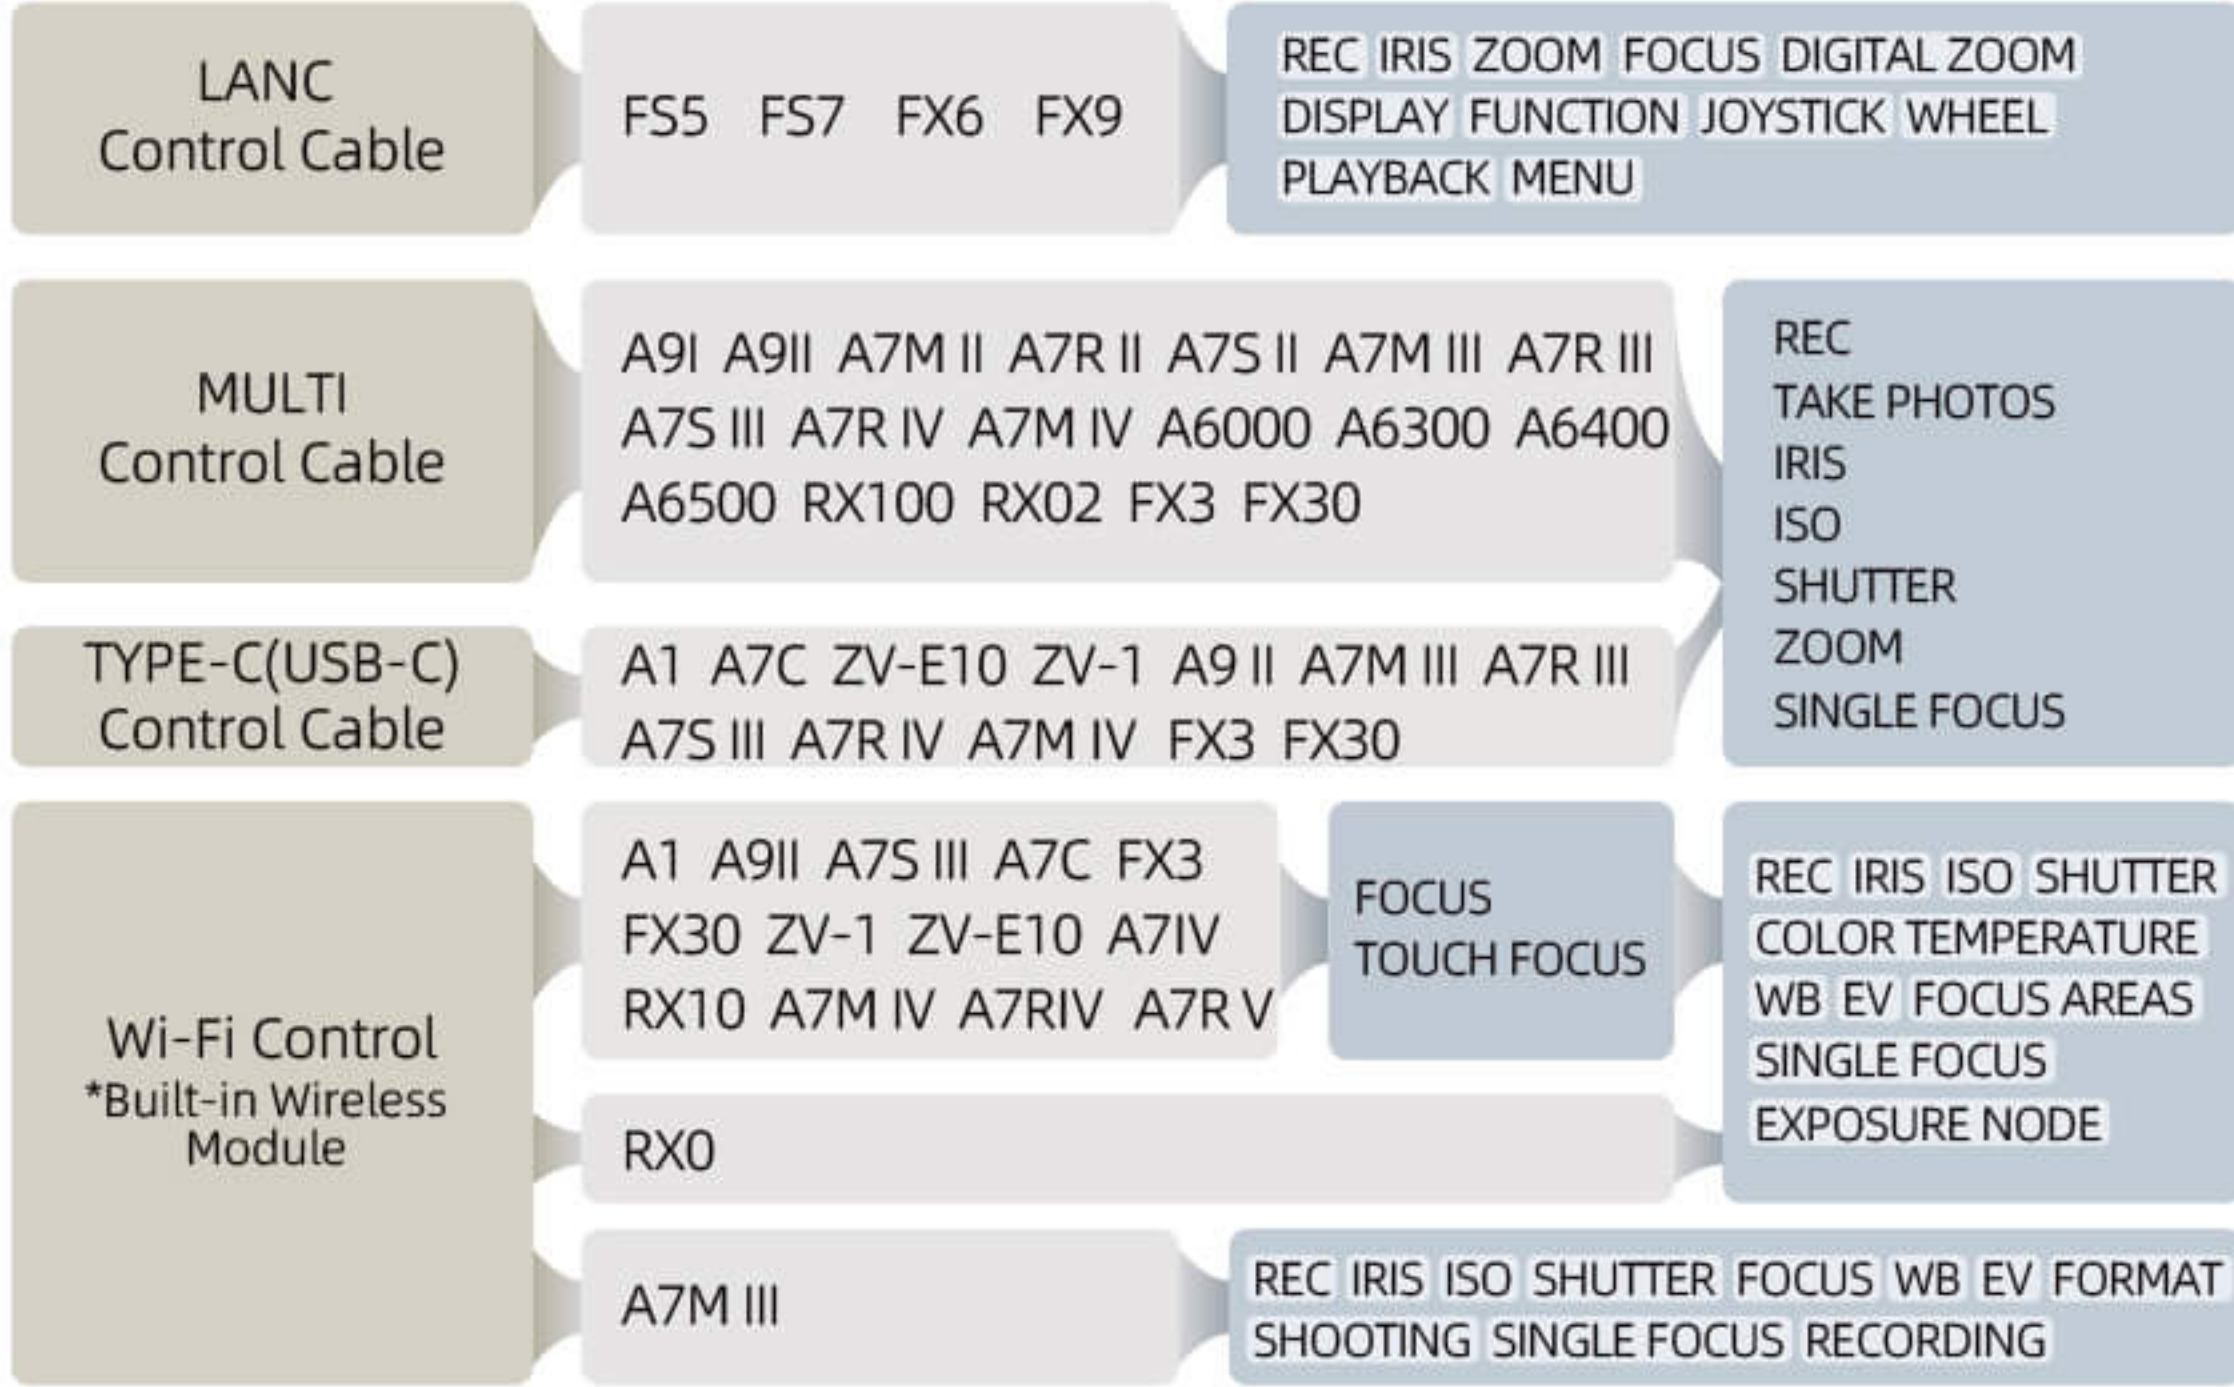 LANC
Control Cable
FS5 FS7 FX6 FX9
REC IRIS ZOOM FOCUS DIGITAL ZOOM
DISPLAY FUNCTION JOYSTICK WHEEL
PLAYBACK MENU
MULTI
Control Cable
A9I A9II A7M II A7R II A7S II A7M III A7R III
A7S III A7R IV A7M IV A6000 A6300 A6400
A6500 RX100 RX02 FX3 FX30
TYPE-C(USB-C)
Control Cable
A1 A7C ZV-E10 ZV-1 A9 II A7M III A7R III
A7S III A7R IV A7M IV FX3 FX30
REC
TAKE PHOTOS
IRIS
ISO
SHUTTER
ZOOM
SINGLE FOCUS
Wi-Fi Control
*Built-in Wireless
Module
A1 A9II A7S III A7C FX3
FX30 ZV-1 ZV-E10 A7IV
RX10 A7M IV A7RIV A7R V
FOCUS
TOUCH FOCUS
RX0
REC IRIS ISO SHUTTER
COLOR TEMPERATURE
WB EV FOCUS AREAS
SINGLE FOCUS
EXPOSURE NODE
A7M III
REC IRIS ISO SHUTTER FOCUS WB EV FORMAT
SHOOTING SINGLE FOCUS RECORDING